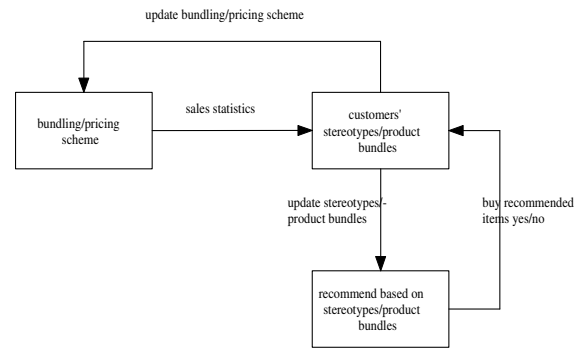 update bundling/pricing scheme
sales statistics
bundling/pricing
scheme
customers'
stereotypes/product
bundles
update stereotypes/-
product bundles
buy recommended
items yes/no
recommend based on
stereotypes/product
bundles